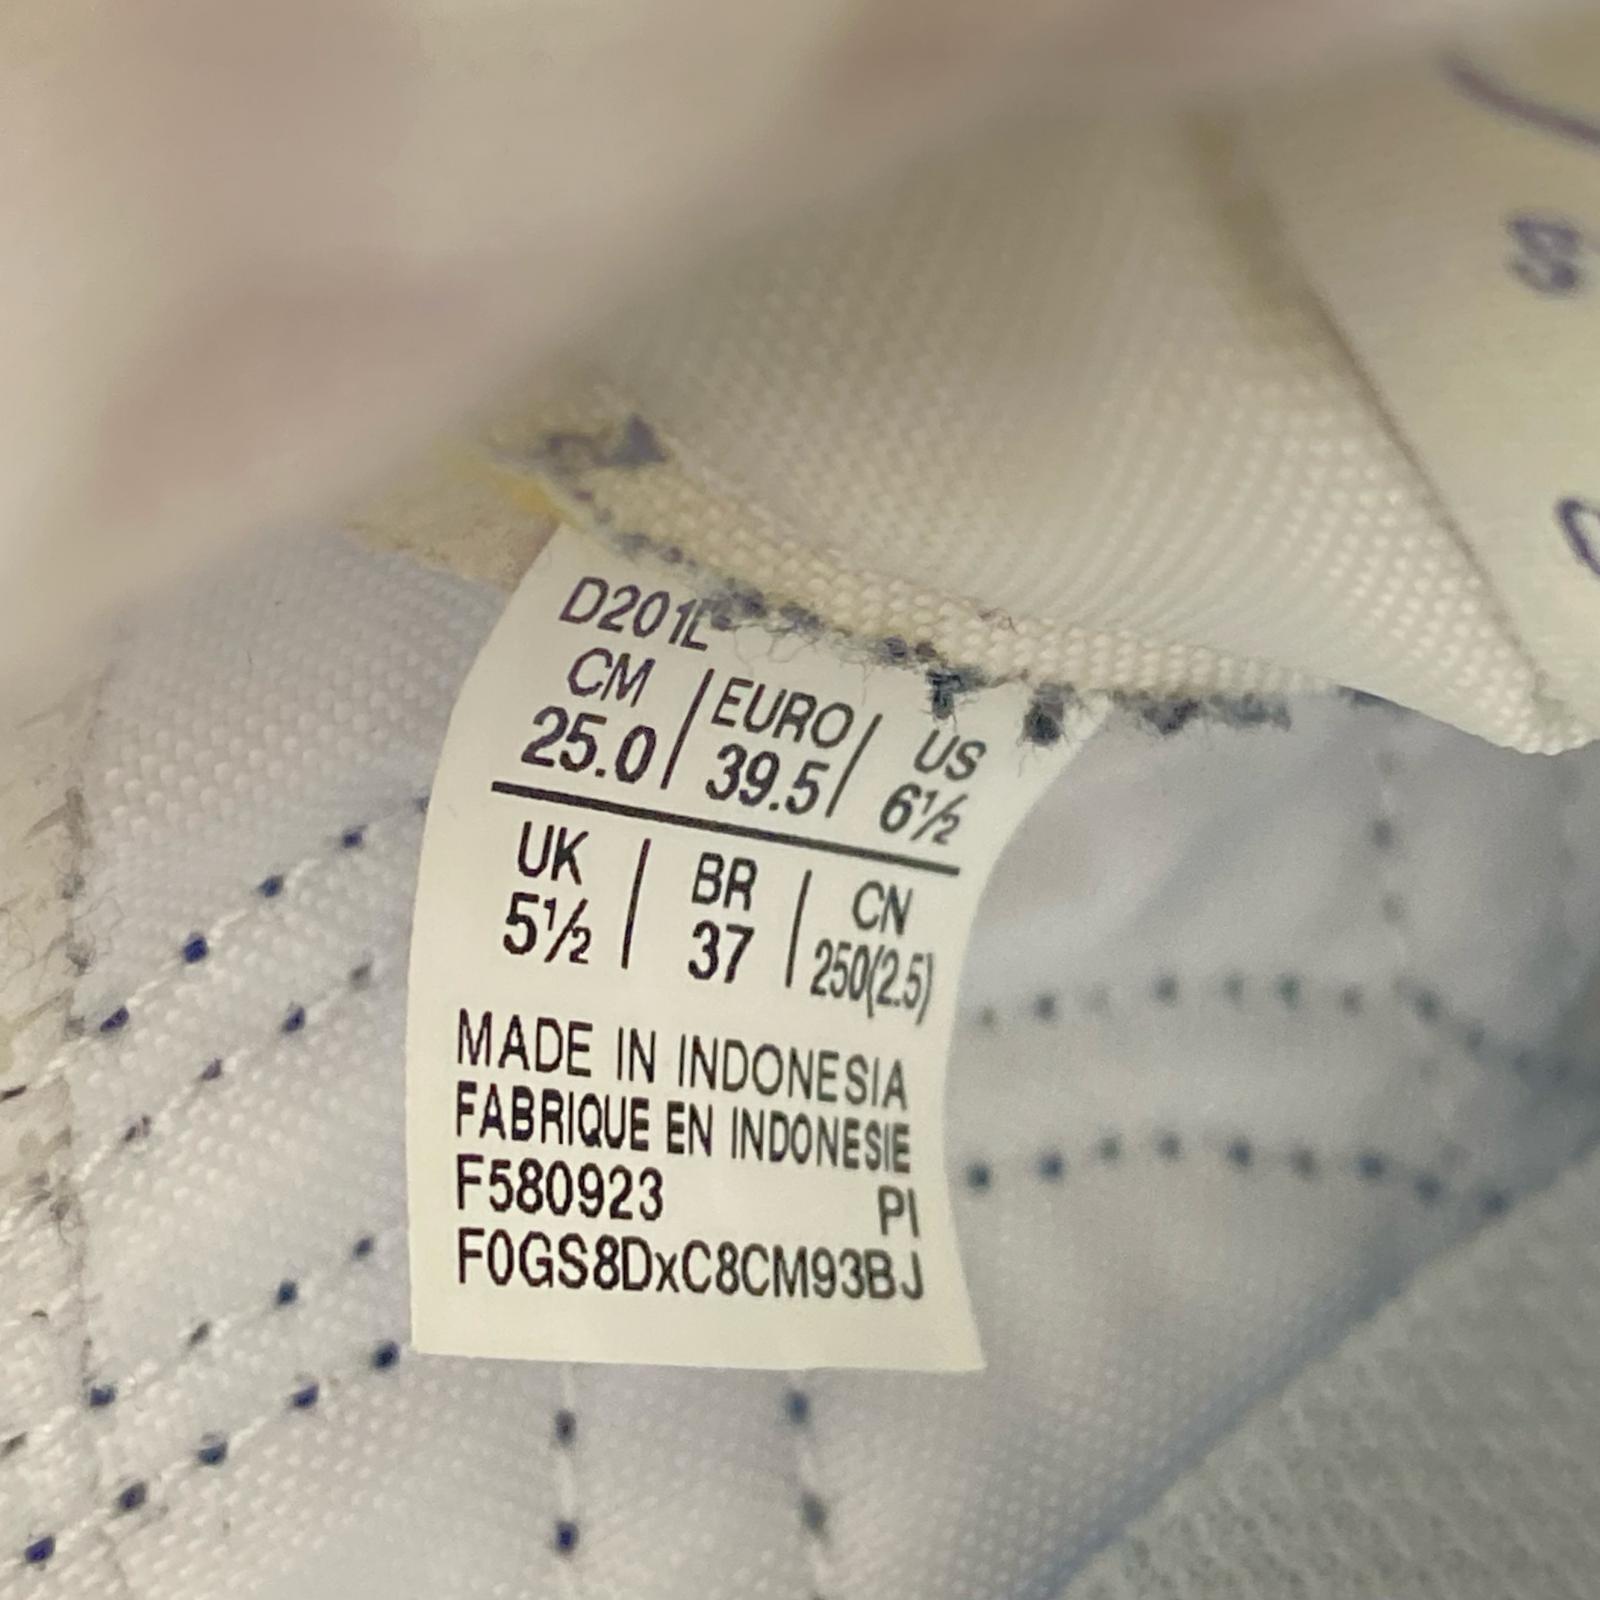 D201L
CM | EURO | US
25.0 | 39.5 | 6½
UK | BR | CN
5½ | 37 | 250(2.5)
MADE IN INDONESIA
FABRIQUE EN INDONESIE
F580923 PI
F0GS8DxC8CM93BJ